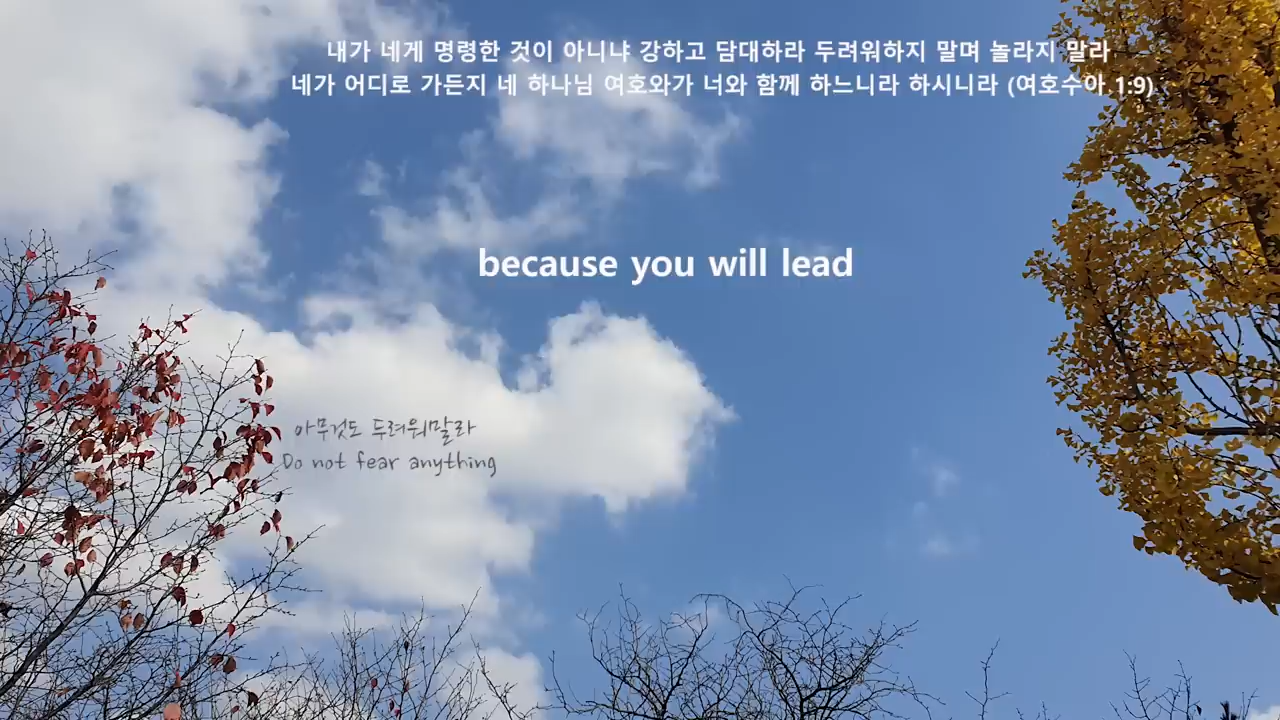 내가 네게 명령한 것이 아니냐 강하고 담대하라 두려워하지 말며 놀라지 말라
네가 어디로 가든지 네 하나님 여호와가 너와 함께 하느니라 하시니라 (여호수아 1:9)
because you will lead
아무것도 두려워말라
Do not fear anything